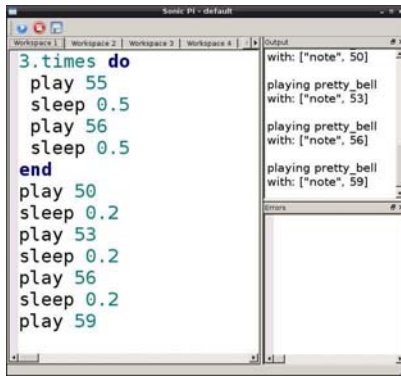 Sonic Pi - default
Workspace 1 Workspace 2 Workspace 3 Workspace 4
3.times do
play 55
sleep 0.5
play 56
sleep 0.5
end
play 50
sleep 0.2
play 53
sleep 0.2
play 56
sleep 0.2
play 59
Output
with: ["note", 50]
playing pretty_bell
with: ["note", 53]
playing pretty_bell
with: ["note", 56]
playing pretty_bell
with: ["note", 59]
Errors